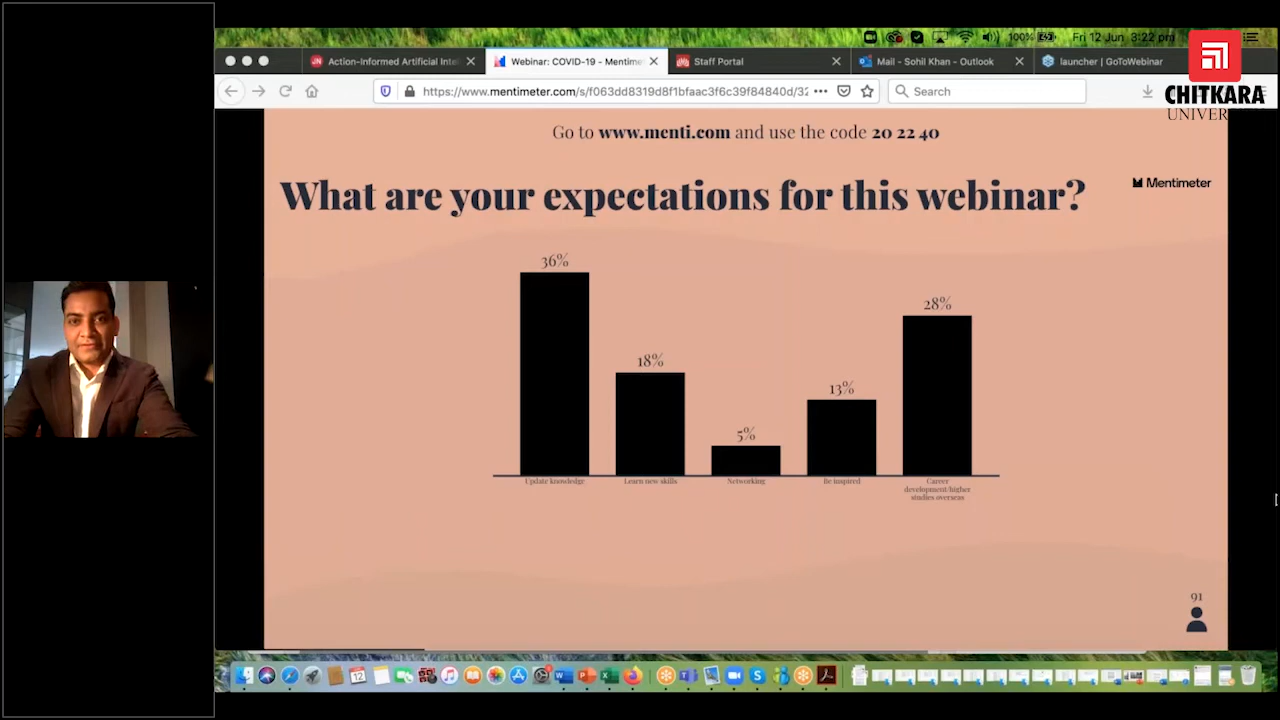 100%
Fri 12 Jun 3:22 pm
Action-Informed Artificial Inte
Webinar: COVID-19 - Mentime
Staff Portal
Mail - Sohil Khan - Outlook
launcher | GoToWebinar
https://www.mentimeter.com/s/f063dd8319d8f1bfaac3f6c39f84840d/32
Search
CHITKARA
UNIVER
Go to www.menti.com and use the code 20 22 40
What are your expectations for this webinar?
Mentimeter
36%
18%
5%
13%
28%
Update knowledge
Learn new skills
Networking
Be inspired
Career
development/higher
studies overseas
91